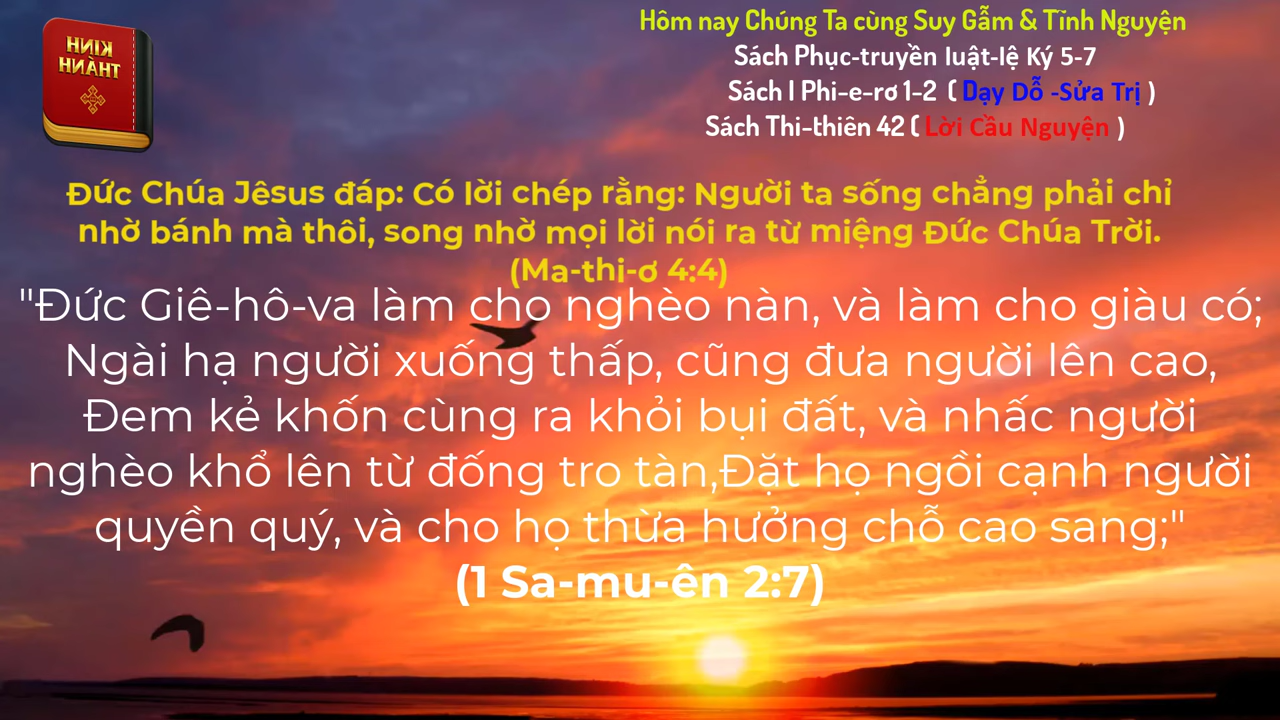 KINH
THÁNH
Hôm nay Chúng Ta cùng Suy Gẫm & Tĩnh Nguyện
Sách Phục-truyền luật-lệ Ký 5-7
Sách I Phi-e-rơ 1-2 ( Dạy Dỗ -Sửa Trị )
Sách Thi-thiên 42 ( Lời Cầu Nguyện )
Đức Chúa Jêsus đáp: Có lời chép rằng: Người ta sống chẳng phải chỉ
nhờ bánh mà thôi, song nhờ mọi lời nói ra từ miệng Đức Chúa Trời.
(Ma-thi-ơ 4:4)
"Đức Giê-hô-va làm cho nghèo nàn, và làm cho giàu có;
Ngài hạ người xuống thấp, cũng đưa người lên cao,
Đem kẻ khốn cùng ra khỏi bụi đất, và nhấc người
nghèo khổ lên từ đống tro tàn,Đặt họ ngồi cạnh người
quyền quý, và cho họ thừa hưởng chỗ cao sang;"
(1 Sa-mu-ên 2:7)